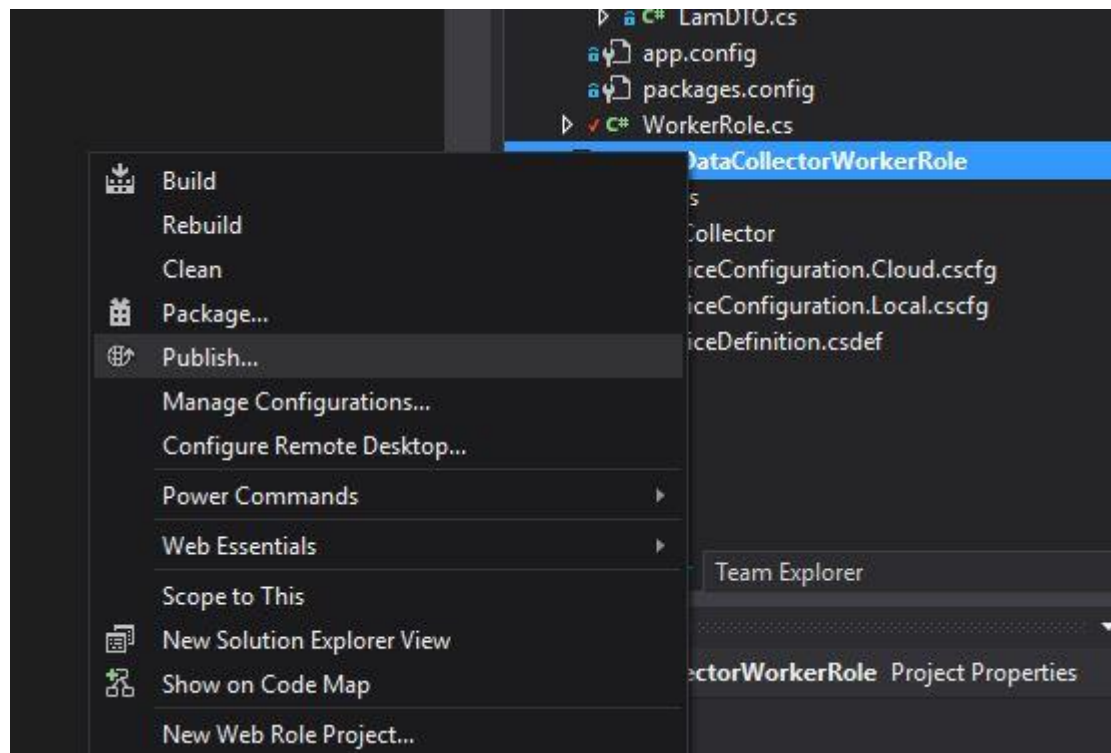 C# LamDTO.cs
app.config
packages.config
C# WorkerRole.cs
DataCollectorWorkerRole
s
Collector
iceConfiguration.Cloud.cscfg
iceConfiguration.Local.cscfg
iceDefinition.csdef
Build
Rebuild
Clean
Package...
Publish...
Manage Configurations...
Configure Remote Desktop...
Power Commands
Web Essentials
Scope to This
New Solution Explorer View
Show on Code Map
New Web Role Project...
Team Explorer
ectorWorkerRole Project Properties